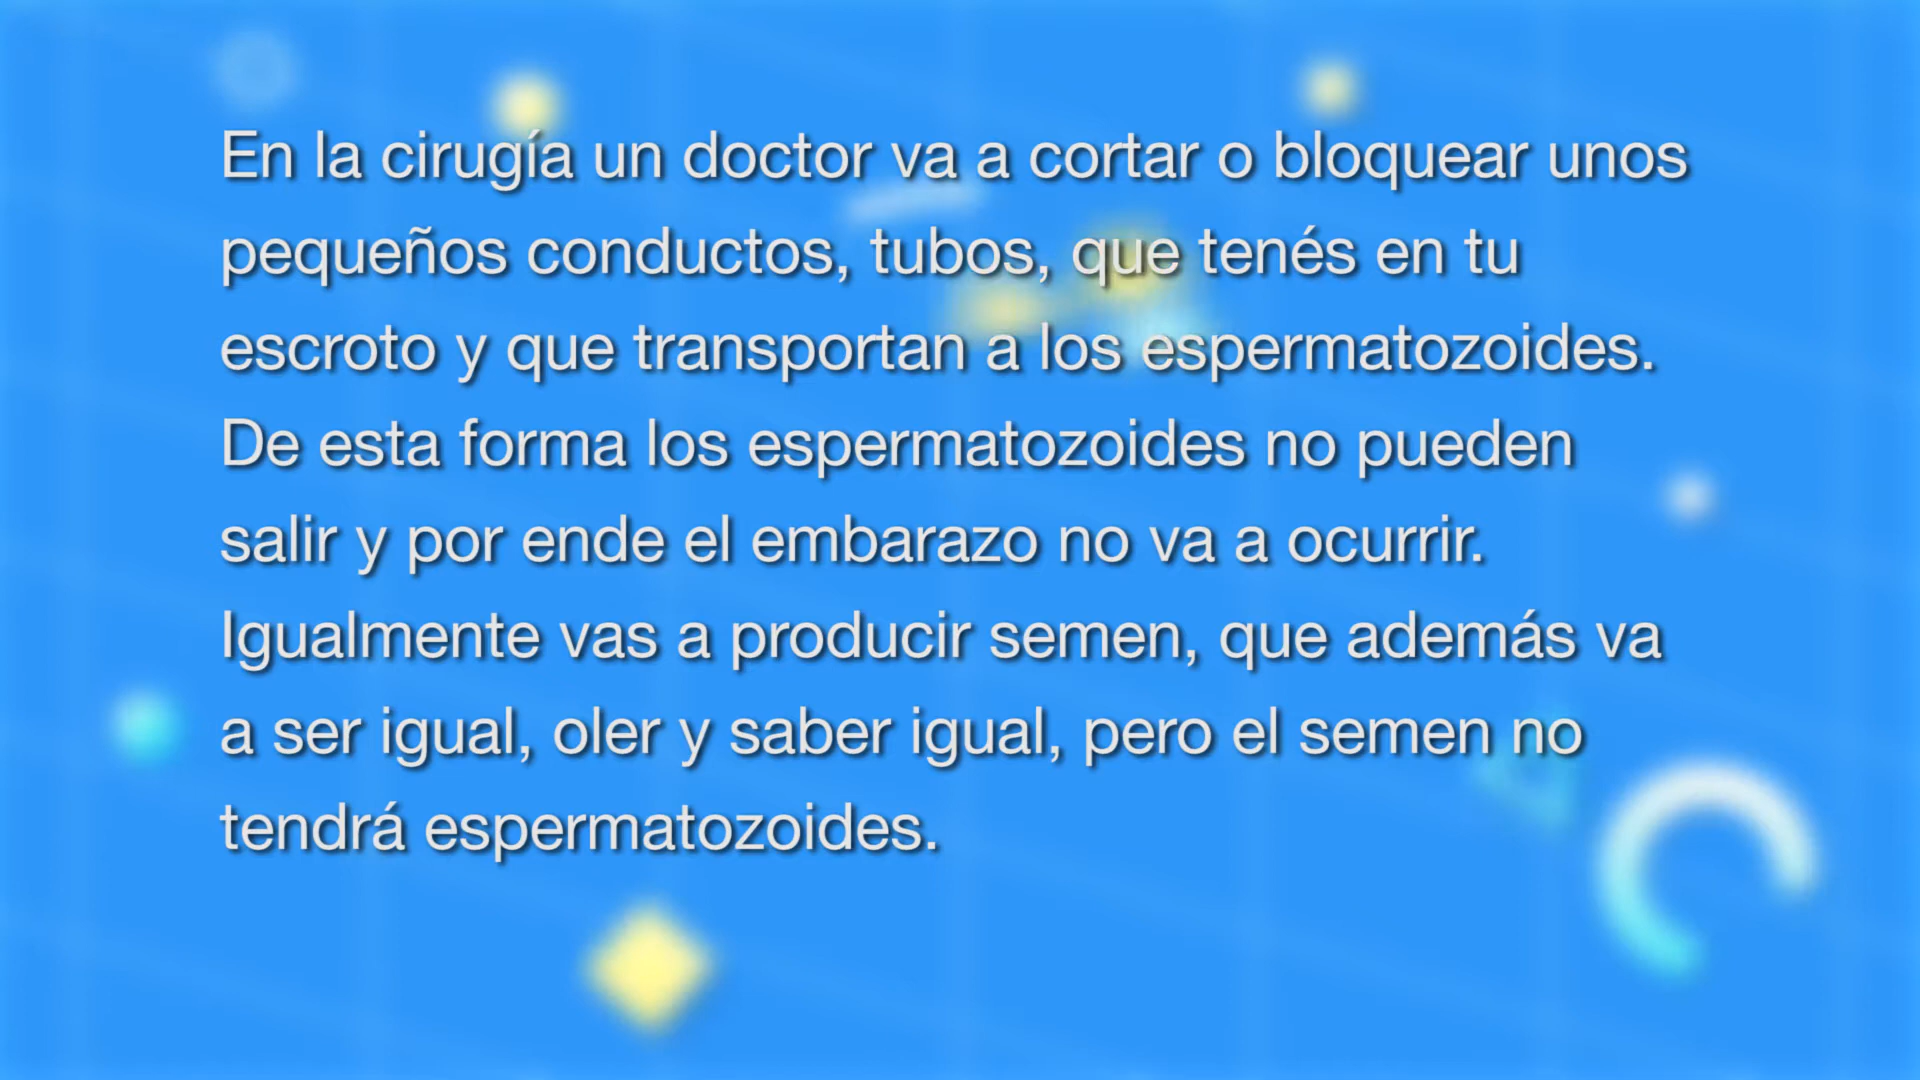 En la cirugía un doctor va a cortar o bloquear unos
pequeños conductos, tubos, que tenés en tu
escroto y que transportan a los espermatozoides.
De esta forma los espermatozoides no pueden
salir y por ende el embarazo no va a ocurrir.
Igualmente vas a producir semen, que además va
a ser igual, oler y saber igual, pero el semen no
tendrá espermatozoides.